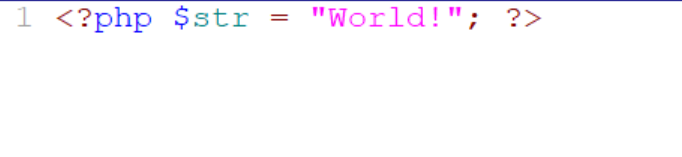 1 <?php $str = "World!"; ?>